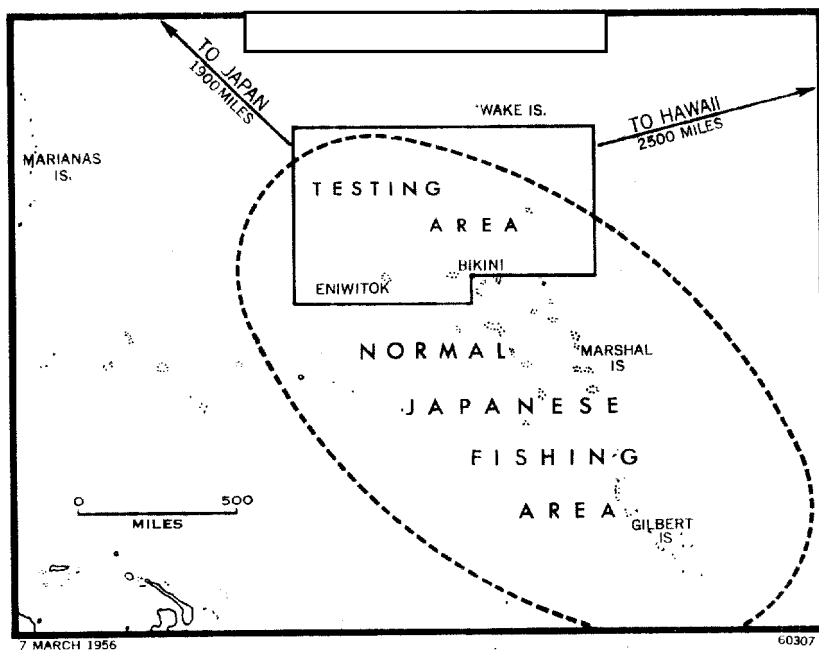 TO JAPAN
1900 MILES
WAKE IS.
TO HAWAII
2500 MILES
MARIANAS
IS.
TESTING
AREA
BIKINI
ENIWITOK
NORMAL
MARSHAL
IS
JAPANESE
FISHING
0 500
MILES
AREA
GILBERT
IS
7 MARCH 1956
60307